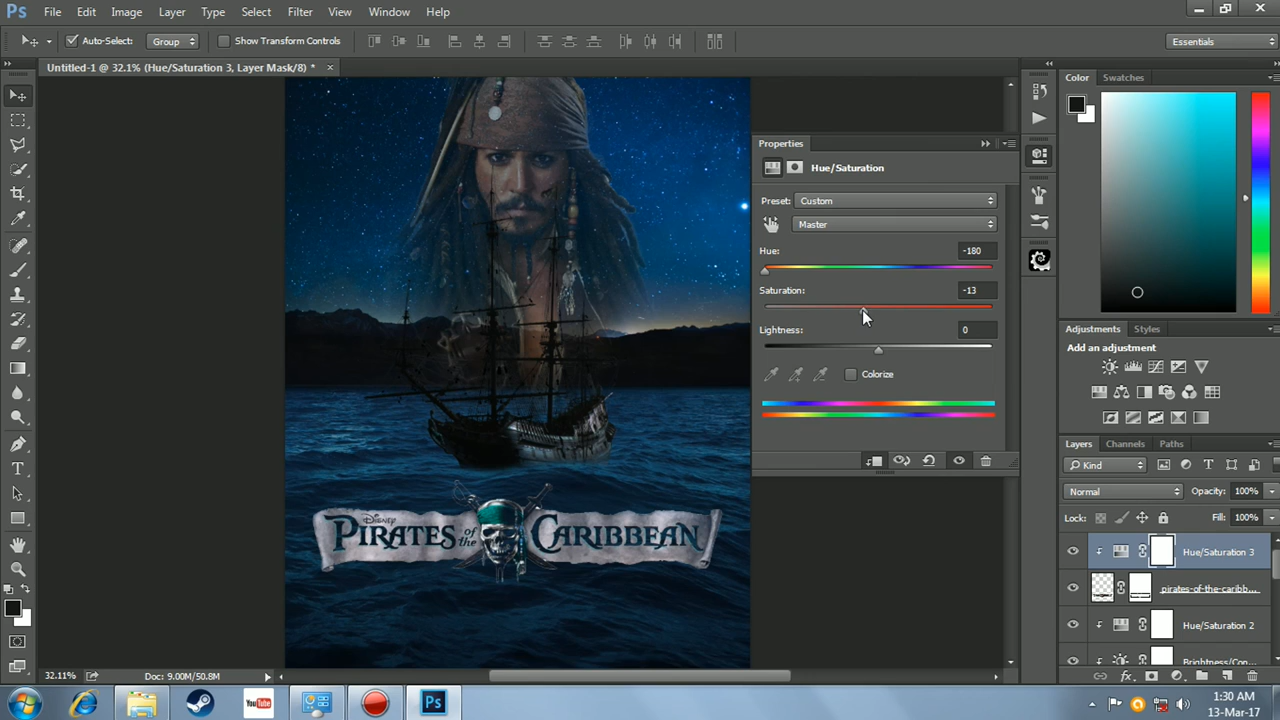 Ps File Edit Image Layer Type Select Filter View Window Help
Auto-Select: Group Show Transform Controls Essentials
Untitled-1 @ 32.1% (Hue/Saturation 3, Layer Mask/8) * ×
Color Swatches
Properties
Hue/Saturation
Preset: Custom
Master
Hue: -180
Saturation: -13
Lightness: 0
Colorize
Adjustments Styles
Add an adjustment
Layers Channels Paths
Kind
Normal Opacity: 100%
Lock: Fill: 100%
Hue/Saturation 3
pirates-of-the-caribb...
Hue/Saturation 2
Brightness/Con...
Disney
Pirates of the Caribbean
32.11% Doc: 9.00M/50.8M
YouTube
Ps
1:30 AM
13-Mar-17